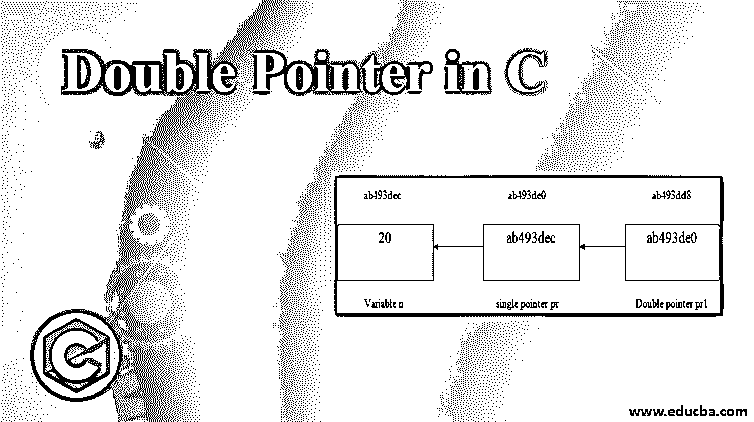 Double Pointer in C
ab493dec ab493de0 ab493dd8
20 ab493dec ab493de0
Variable n single pointer pr Double pointer pr1
C
www.educba.com